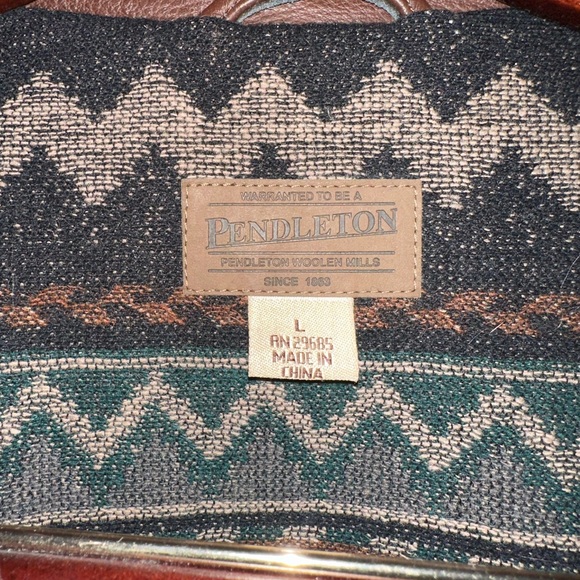 WARRANTED TO BE A
PENDLETON
PENDLETON WOOLEN MILLS
SINCE 1863
L
RN 29685
MADE IN
CHINA